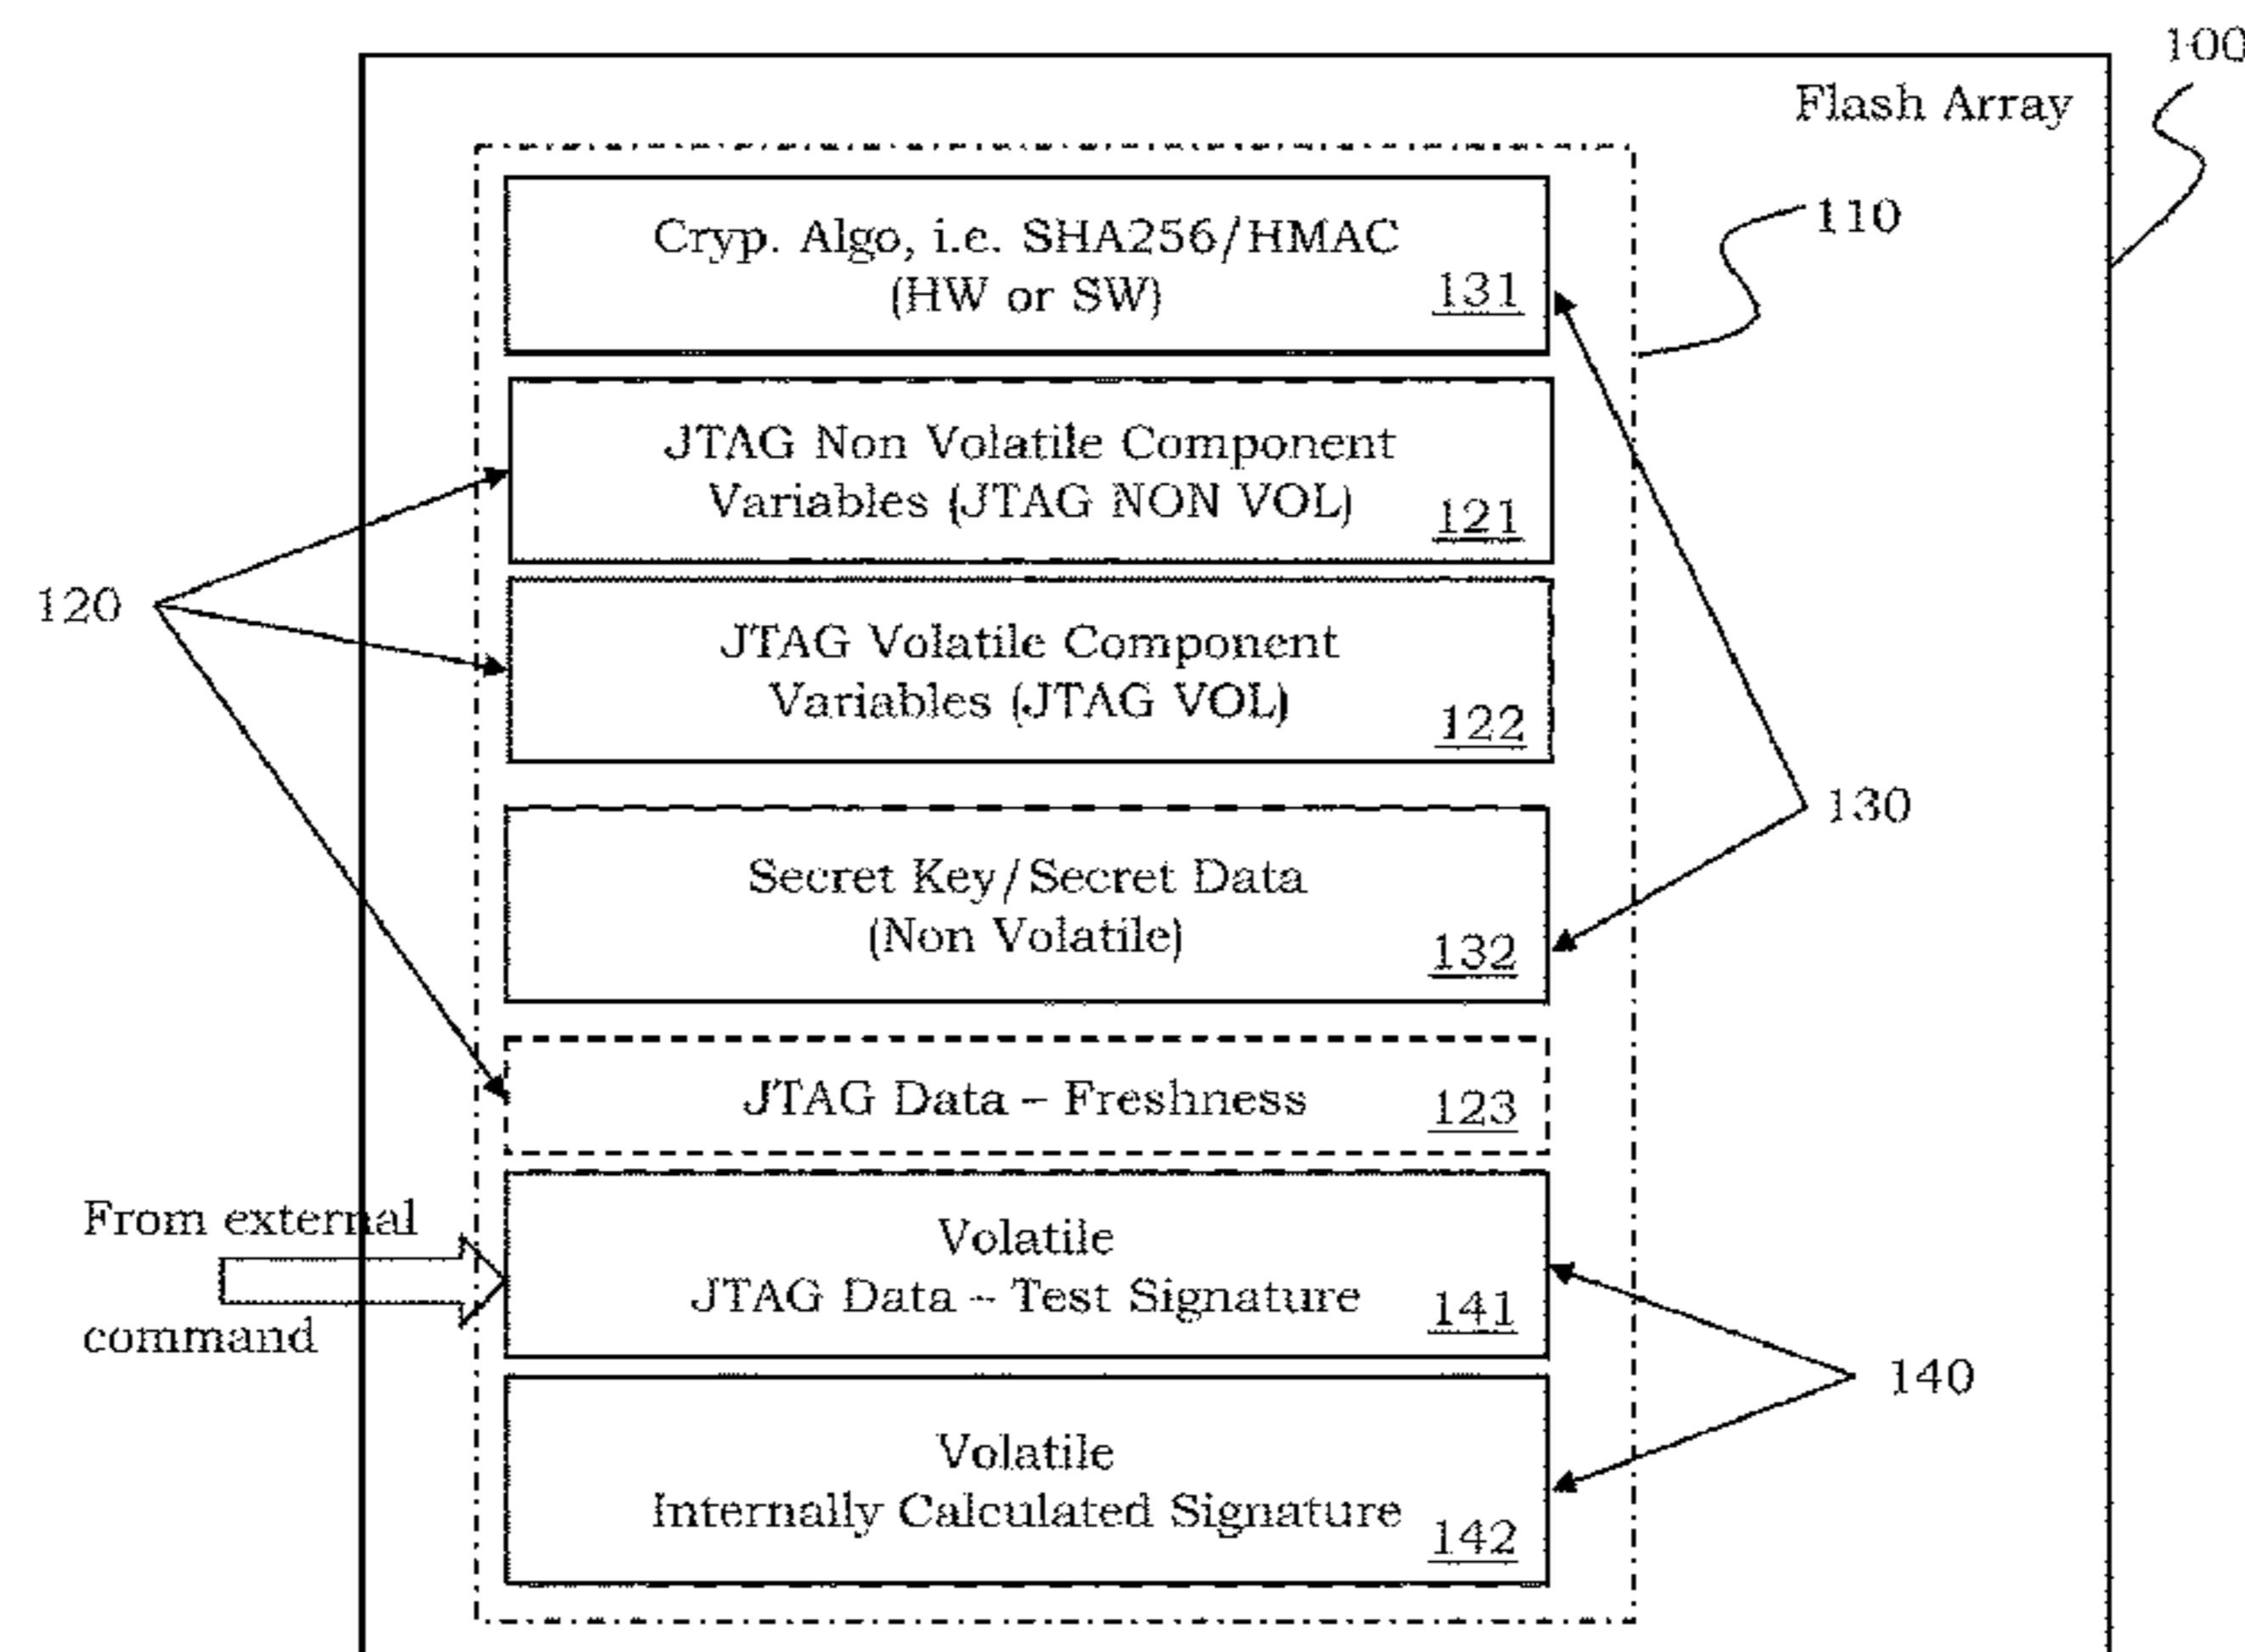 100
Flash Array
110
Cryp. Algo, i.e. SHA256/HMAC
(HW or SW)
131
JTAG Non Volatile Component
Variables (JTAG NON VOL)
121
120
JTAG Volatile Component
Variables (JTAG VOL)
122
130
Secret Key/Secret Data
(Non Volatile)
132
JTAG Data – Freshness
123
From external
command
Volatile
JTAG Data – Test Signature
141
140
Volatile
Internally Calculated Signature
142